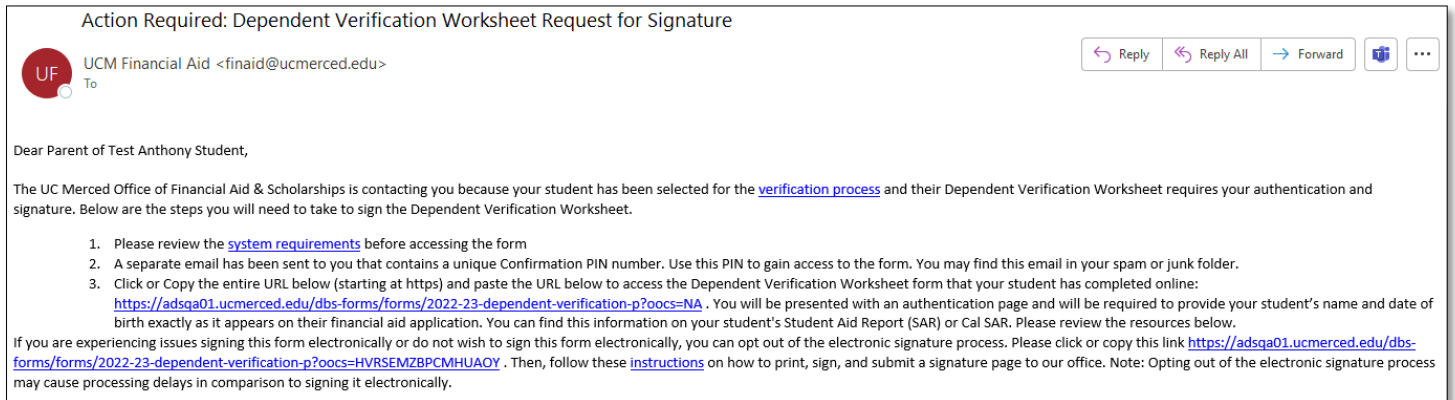 Action Required: Dependent Verification Worksheet Request for Signature
UF
UCM Financial Aid <finaid@ucmerced.edu>
To
Reply
Reply All
Forward
Dear Parent of Test Anthony Student,
The UC Merced Office of Financial Aid & Scholarships is contacting you because your student has been selected for the verification process and their Dependent Verification Worksheet requires your authentication and
signature. Below are the steps you will need to take to sign the Dependent Verification Worksheet.
1. Please review the system requirements before accessing the form
2. A separate email has been sent to you that contains a unique Confirmation PIN number. Use this PIN to gain access to the form. You may find this email in your spam or junk folder.
3. Click or Copy the entire URL below (starting at https) and paste the URL below to access the Dependent Verification Worksheet form that your student has completed online:
https://adsqa01.ucmerced.edu/dbs-forms/forms/2022-23-dependent-verification-p?oocs=NA . You will be presented with an authentication page and will be required to provide your student's name and date of
birth exactly as it appears on their financial aid application. You can find this information on your student's Student Aid Report (SAR) or Cal SAR. Please review the resources below.
If you are experiencing issues signing this form electronically or do not wish to sign this form electronically, you can opt out of the electronic signature process. Please click or copy this link https://adsqa01.ucmerced.edu/dbs-
forms/forms/2022-23-dependent-verification-p?oocs=HVRSEMZBPCMHUAOY . Then, follow these instructions on how to print, sign, and submit a signature page to our office. Note: Opting out of the electronic signature process
may cause processing delays in comparison to signing it electronically.